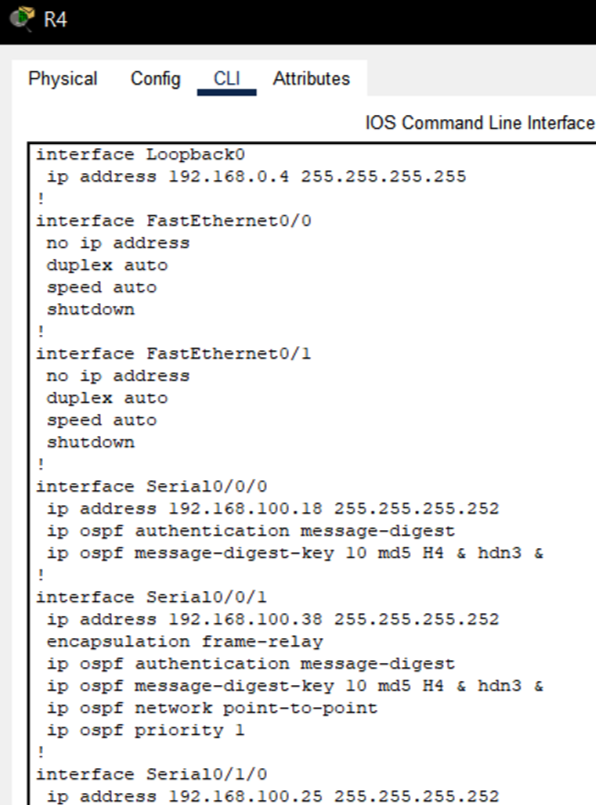 R4
Physical Config CLI Attributes
IOS Command Line Interface
interface Loopback0
ip address 192.168.0.4 255.255.255.255
!
interface FastEthernet0/0
no ip address
duplex auto
speed auto
shutdown
!
interface FastEthernet0/1
no ip address
duplex auto
speed auto
shutdown
!
interface Serial0/0/0
ip address 192.168.100.18 255.255.255.252
ip ospf authentication message-digest
ip ospf message-digest-key 10 md5 H4 & hdn3 &
!
interface Serial0/0/1
ip address 192.168.100.38 255.255.255.252
encapsulation frame-relay
ip ospf authentication message-digest
ip ospf message-digest-key 10 md5 H4 & hdn3 &
ip ospf network point-to-point
ip ospf priority 1
!
interface Serial0/1/0
ip address 192.168.100.25 255.255.255.252